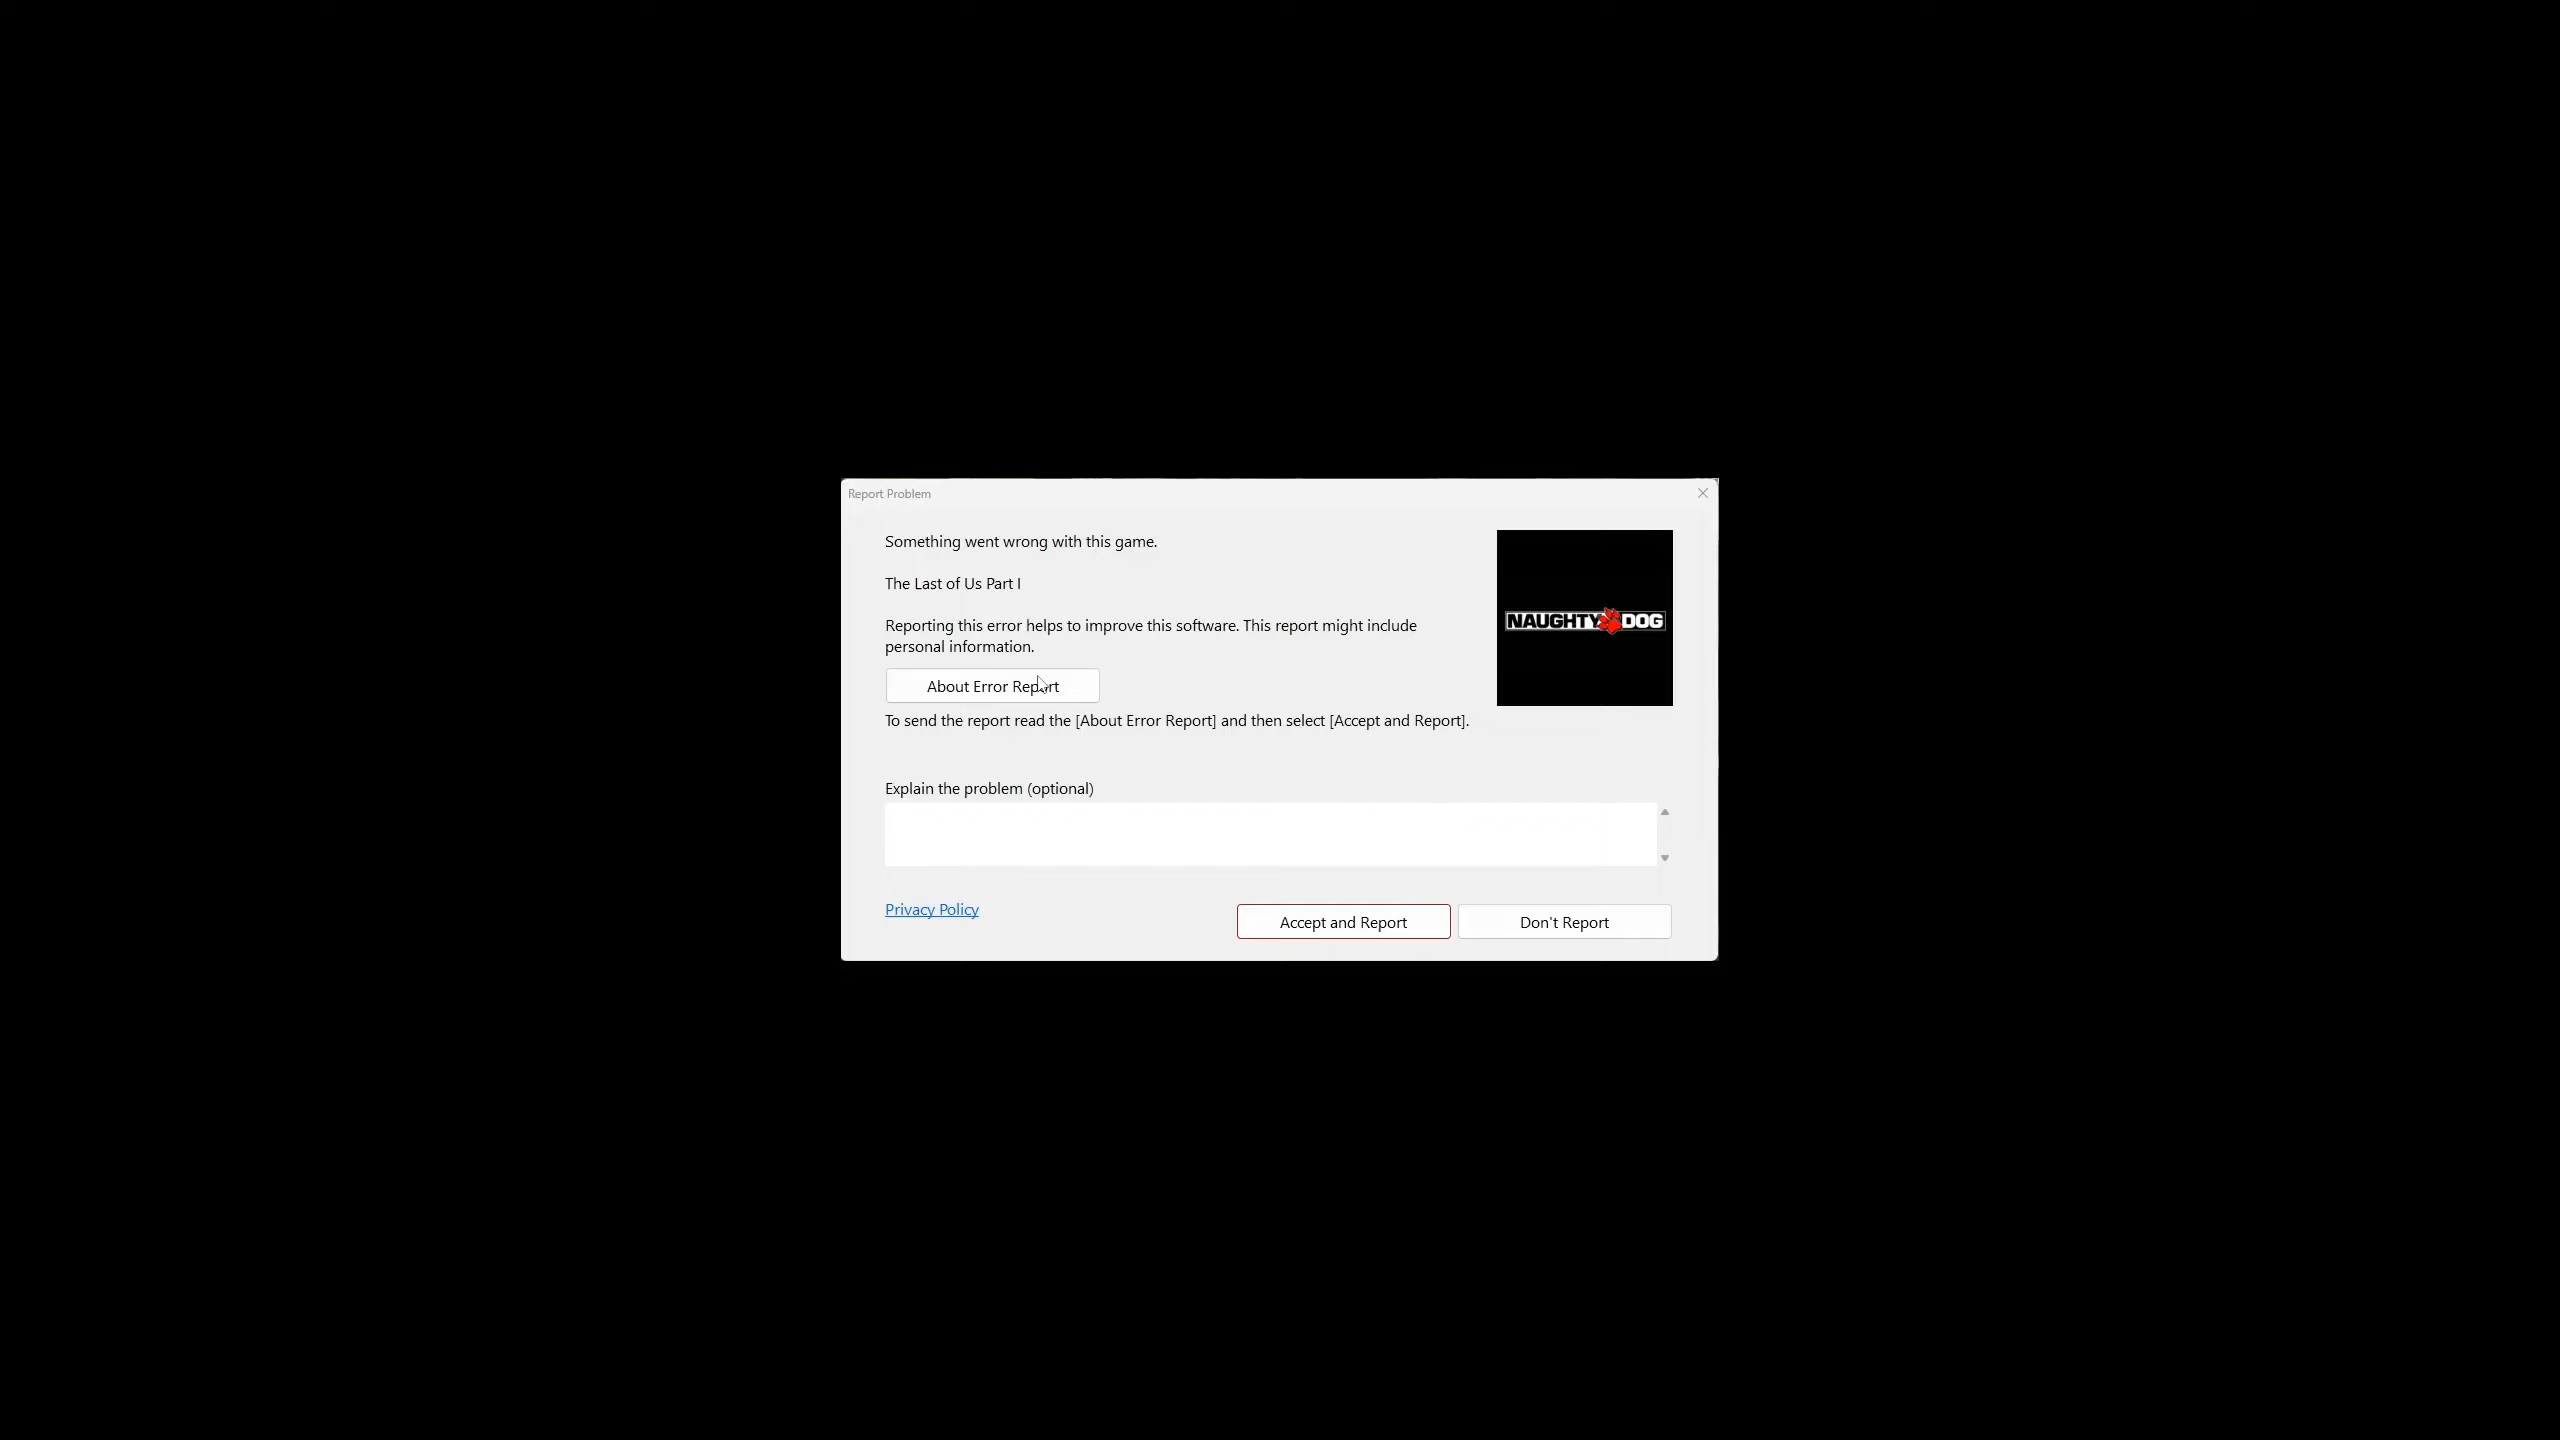 Report Problem
Something went wrong with this game.
The Last of Us Part I
Reporting this error helps to improve this software. This report might include
personal information.
NAUGHTY DOG
About Error Report
To send the report read the [About Error Report] and then select [Accept and Report].
Explain the problem (optional)
Privacy Policy
Accept and Report
Don't Report